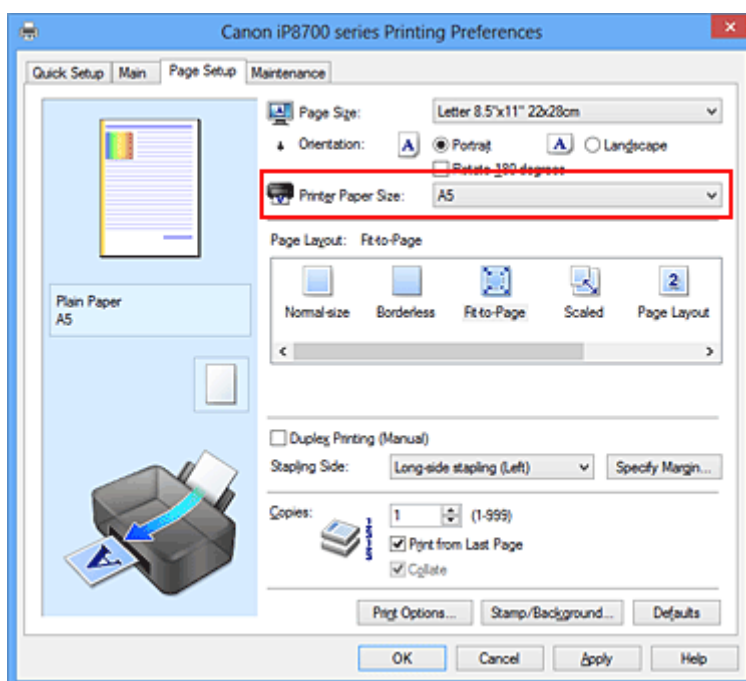 Canon iP8700 series Printing Preferences
Quick Setup Main Page Setup Maintenance
Page Size: Letter 8.5"x11" 22x28cm
Orientation: A Portrait A Landscape
Rotate 180 degrees
Printer Paper Size: A5
Page Layout: Fit-to-Page
Normal-size Borderless Fit-to-Page Scaled 2 Page Layout
Plain Paper
A5
Duplex Printing (Manual)
Stapling Side: Long-side stapling (Left) Specify Margin...
Copies: 1 (1-999)
Print from Last Page
Collate
A
Print Options... Stamp/Background... Defaults
OK Cancel Apply Help